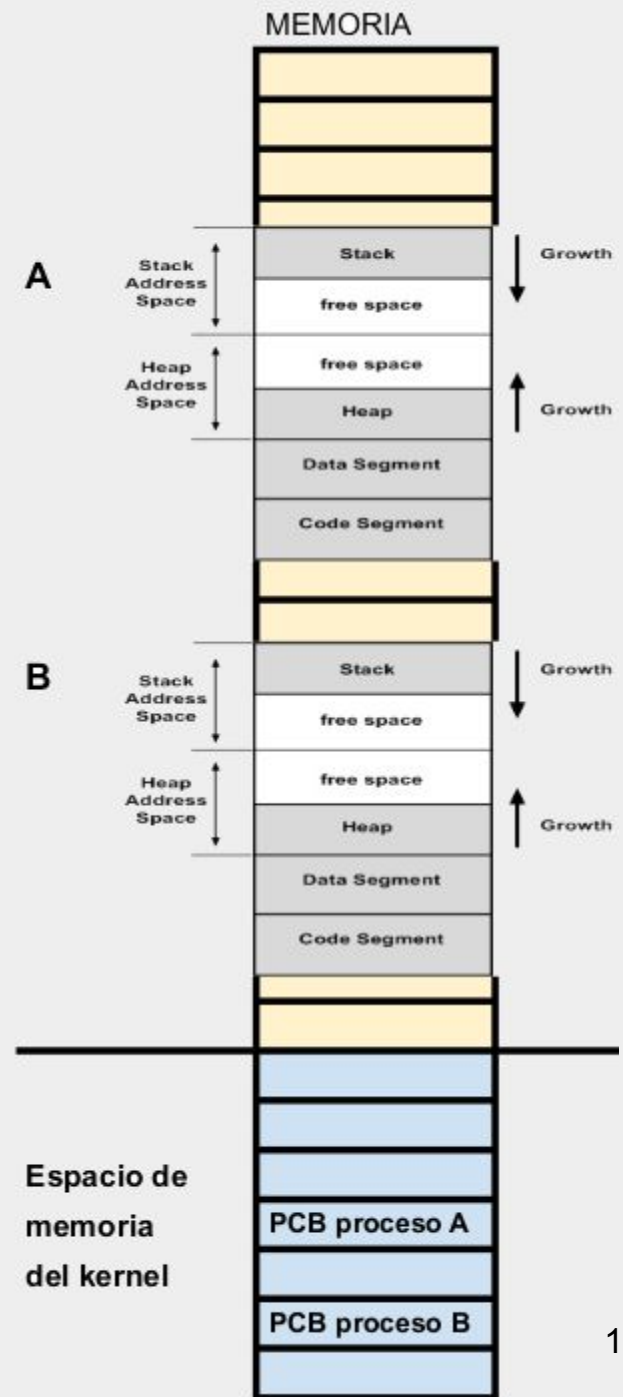 MEMORIA
A
Stack
Address
Space
Stack
Growth
free space
Heap
Address
Space
free space
Heap
Growth
Data Segment
Code Segment
B
Stack
Address
Space
Stack
Growth
free space
Heap
Address
Space
free space
Heap
Growth
Data Segment
Code Segment
Espacio de
memoria
del kernel
PCB proceso A
PCB proceso B
1